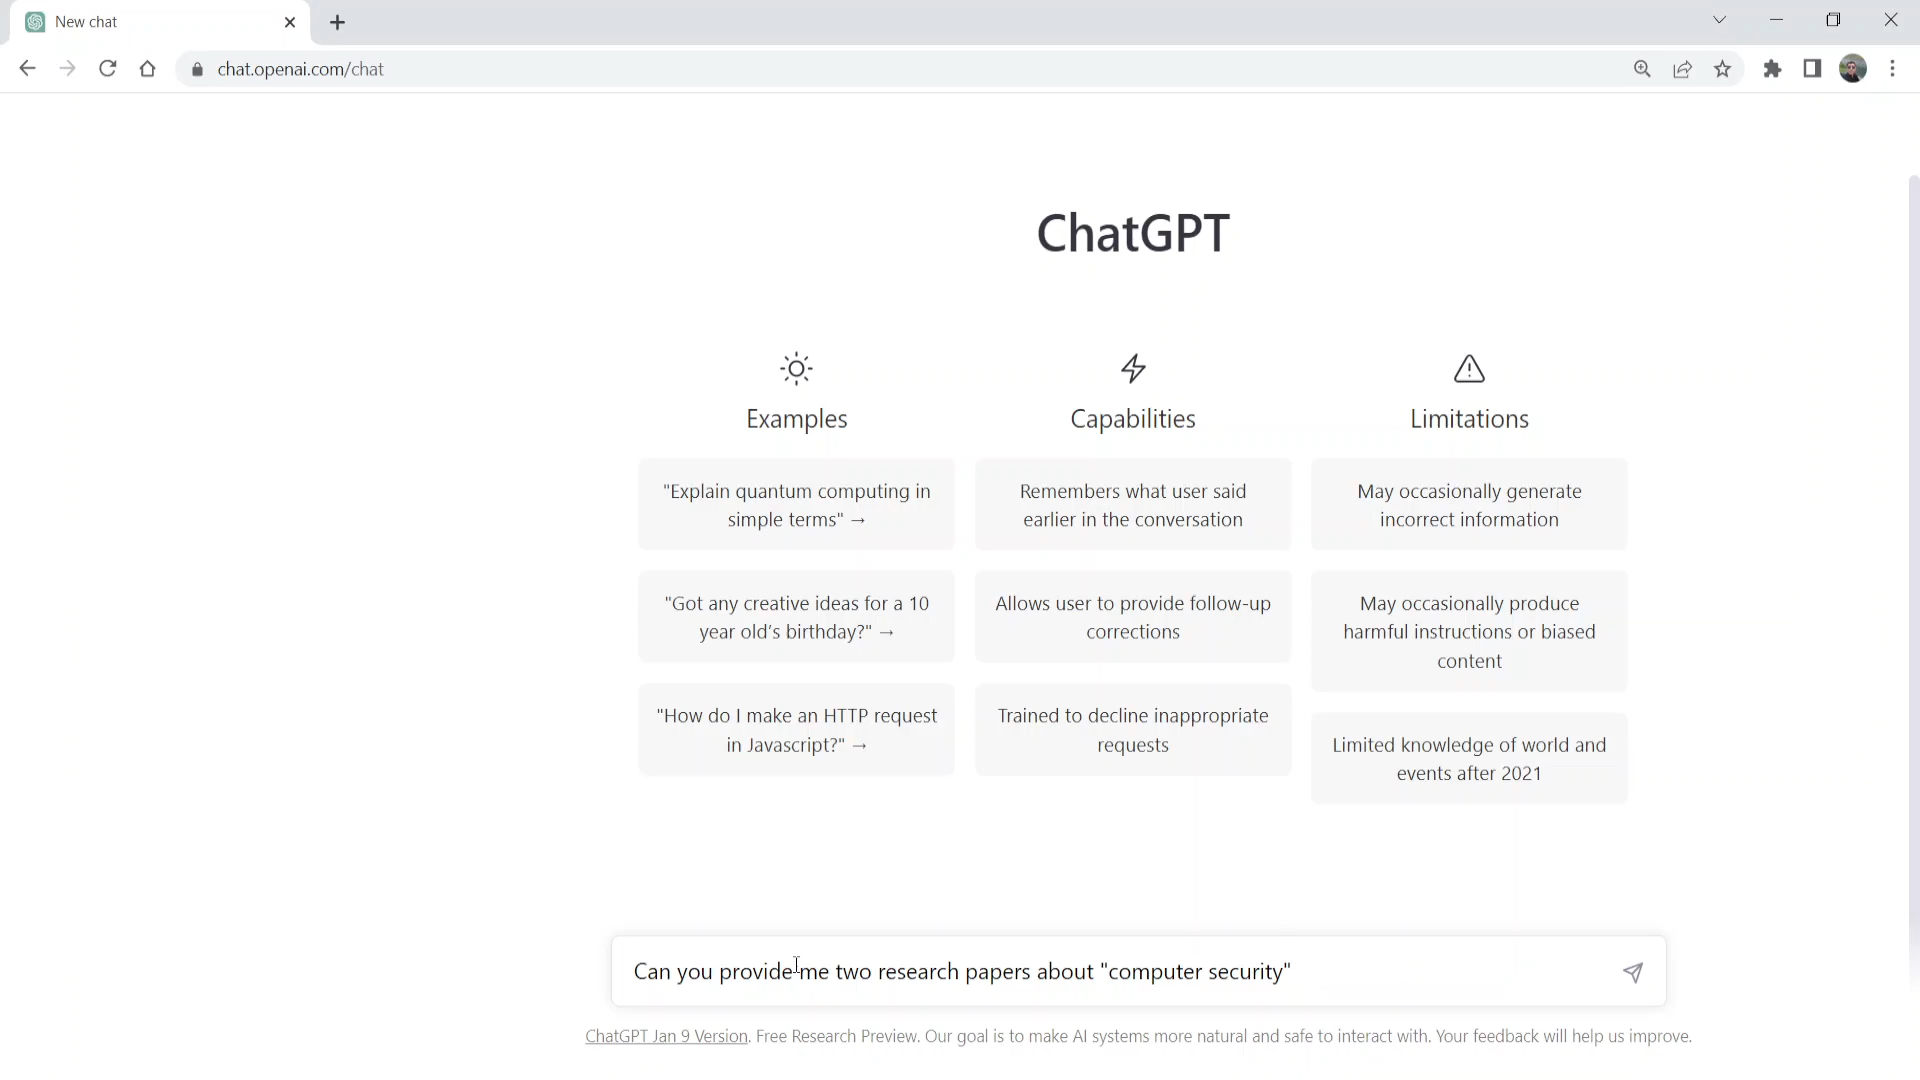 New chat
chat.openai.com/chat
ChatGPT
Examples
Capabilities
Limitations
"Explain quantum computing in
simple terms" →
Remembers what user said
earlier in the conversation
May occasionally generate
incorrect information
"Got any creative ideas for a 10
year old’s birthday?" →
Allows user to provide follow-up
corrections
May occasionally produce
harmful instructions or biased
content
"How do I make an HTTP request
in Javascript?" →
Trained to decline inappropriate
requests
Limited knowledge of world and
events after 2021
Can you provide me two research papers about "computer security"
ChatGPT Jan 9 Version. Free Research Preview. Our goal is to make AI systems more natural and safe to interact with. Your feedback will help us improve.